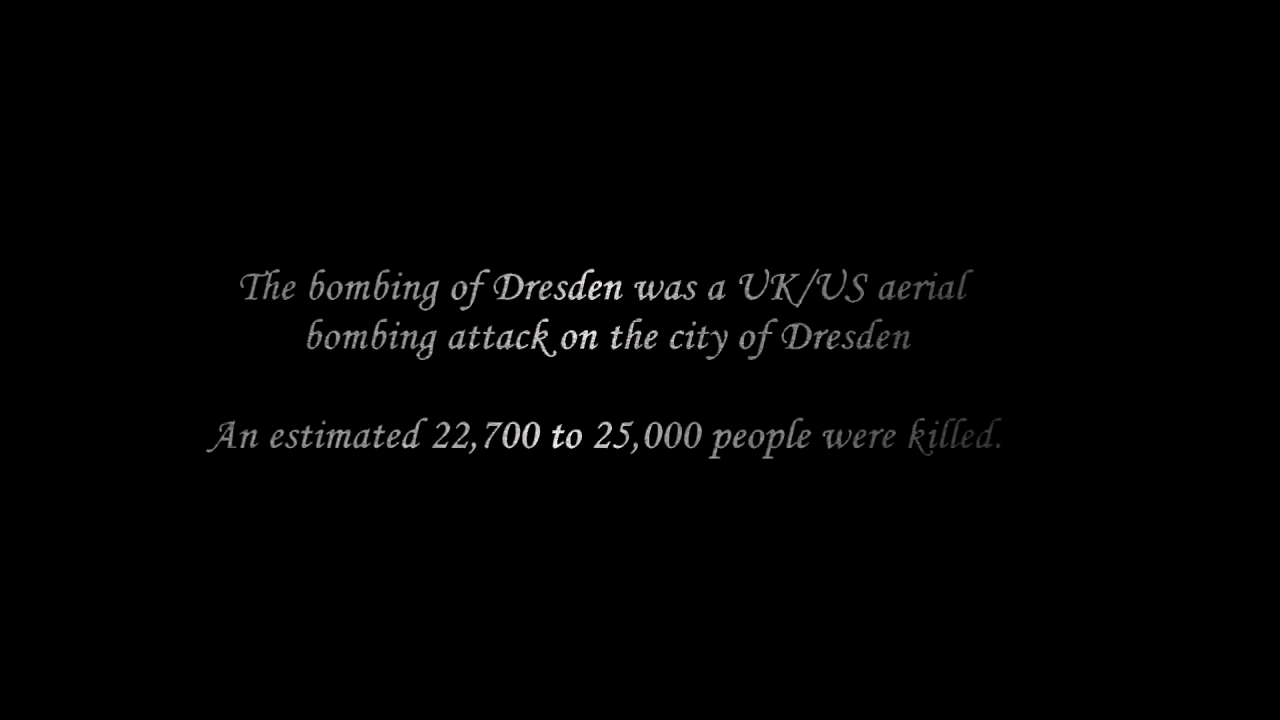 The bombing of Dresden was a UK/US aerial
bombing attack on the city of Dresden
An estimated 22,700 to 25,000 people were killed.